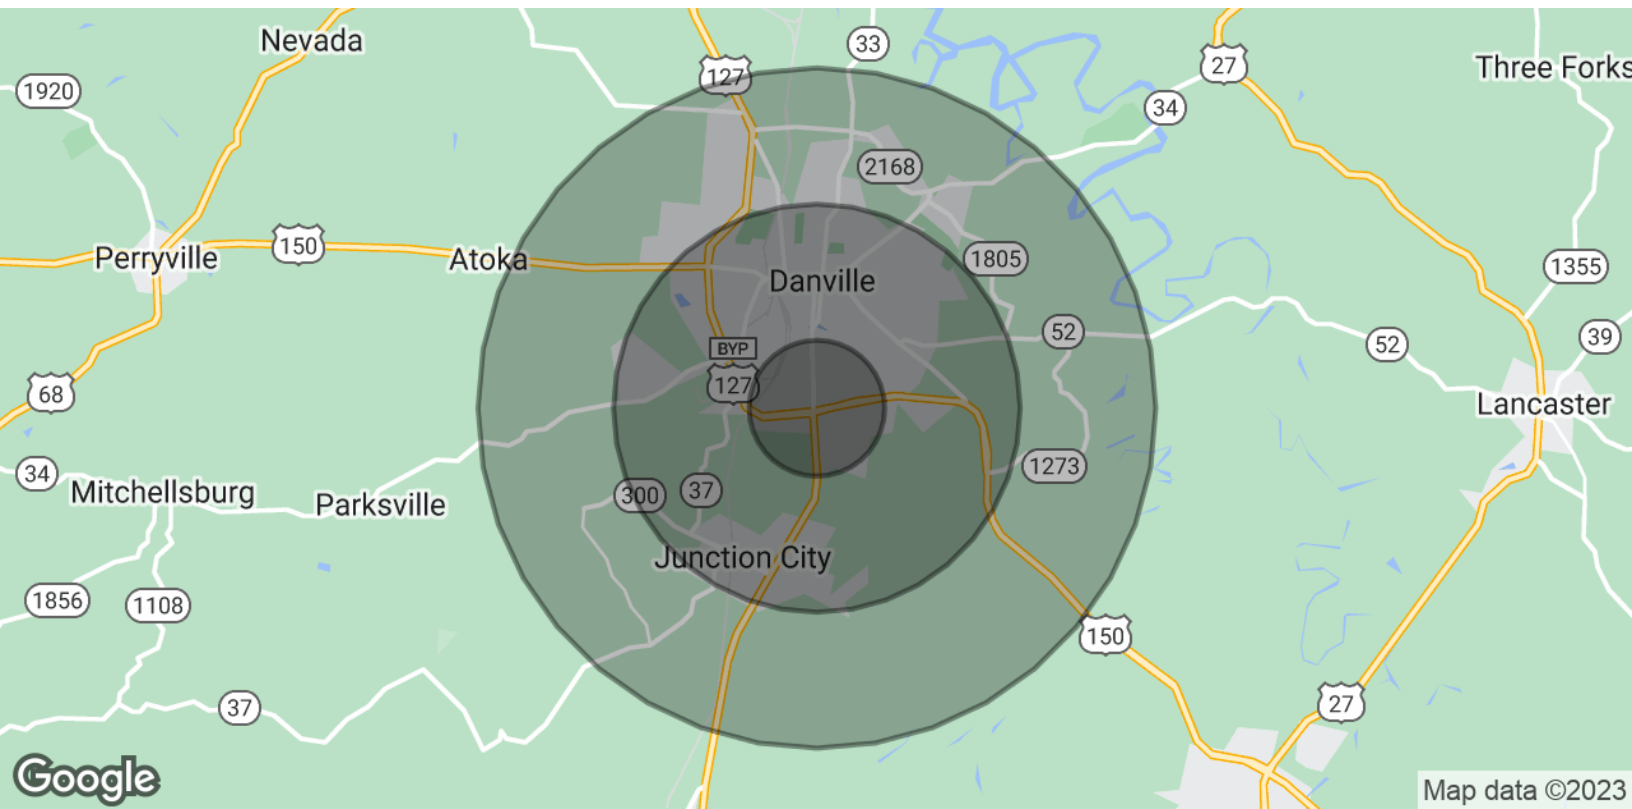 Nevada
127
33
27
Three Forks
1920
34
2168
150
Perryville
Atoka
1805
1355
Danville
52
39
52
BYP
127
68
Lancaster
34
1273
Mitchellsburg
300
37
Parksville
Junction City
1856
1108
150
37
27
Google
Map data ©2023